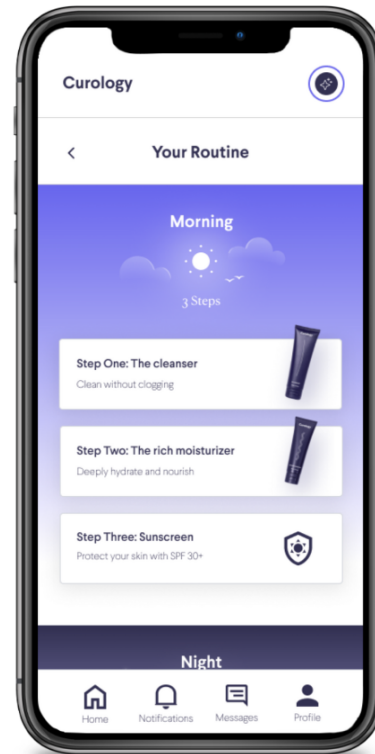 Curology
Your Routine
Morning
3 Steps
Step One: The cleanser
Clean without clogging
Step Two: The rich moisturizer
Deeply hydrate and nourish
Step Three: Sunscreen
Protect your skin with SPF 30+
Night
Home
Notifications
Messages
Profile